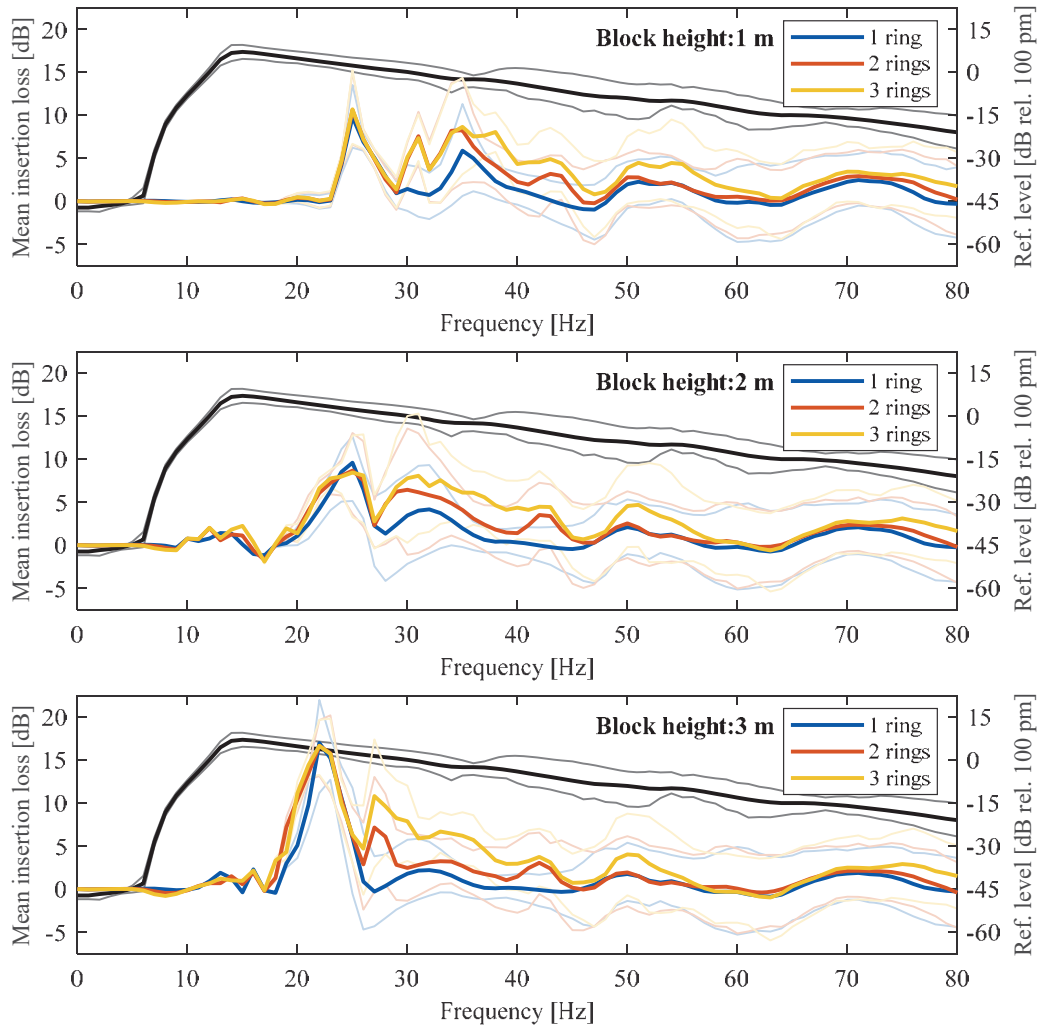 Mean insertion loss [dB]
20
15
10
5
0
-5
Block height:1 m
1 ring
2 rings
3 rings
15
0
-15
-30
-45
-60
Ref. level [dB rel. 100 pm]
0 10 20 30 40 50 60 70 80
Frequency [Hz]
Mean insertion loss [dB]
20
15
10
5
0
-5
Block height:2 m
1 ring
2 rings
3 rings
15
0
-15
-30
-45
-60
Ref. level [dB rel. 100 pm]
0 10 20 30 40 50 60 70 80
Frequency [Hz]
Mean insertion loss [dB]
20
15
10
5
0
-5
Block height:3 m
1 ring
2 rings
3 rings
15
0
-15
-30
-45
-60
Ref. level [dB rel. 100 pm]
0 10 20 30 40 50 60 70 80
Frequency [Hz]